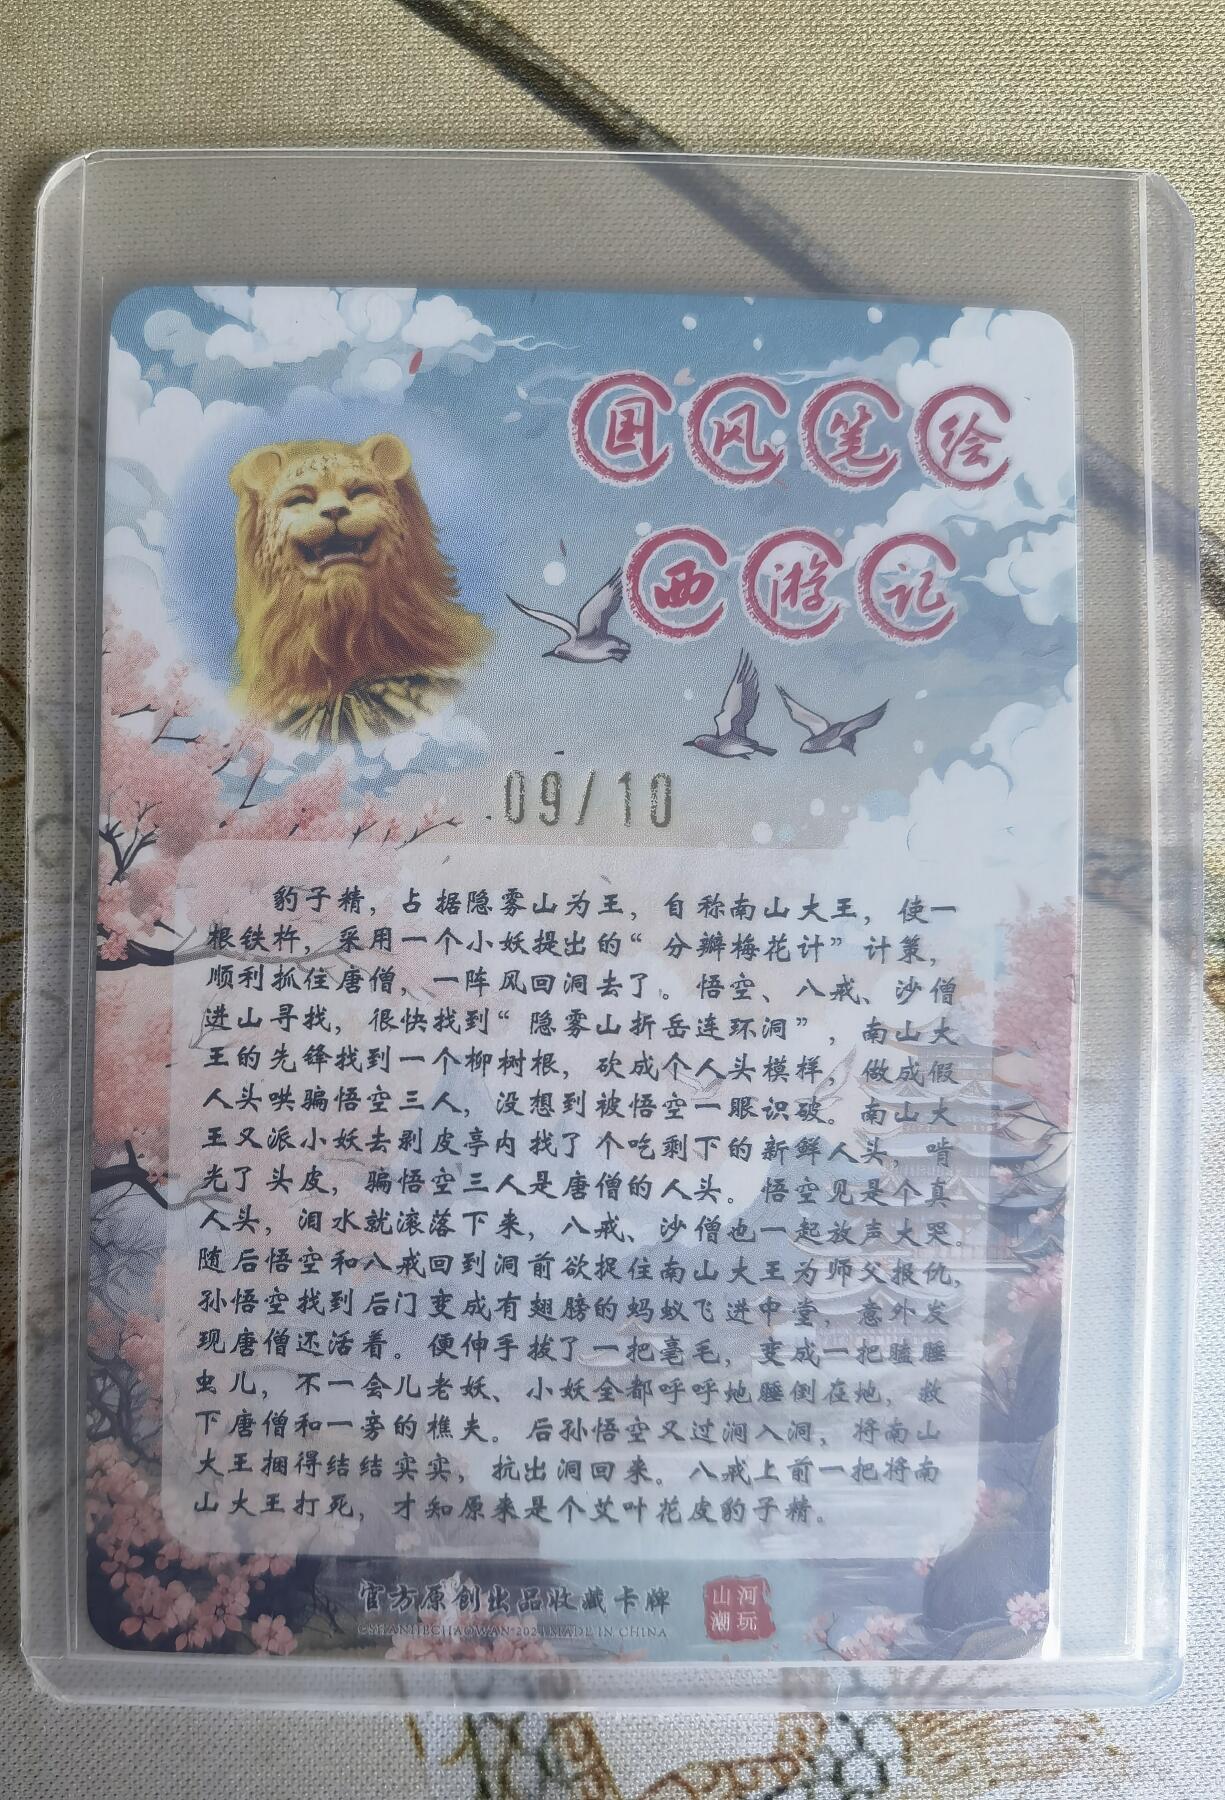 国风笔绘
西游记
09/10
豹子精，占据隐雾山为王，自称南山大王，使一
根铁杵，采用一个小妖提出的“分瓣梅花计”计策，
顺利抓住唐僧，一阵风回洞去了。悟空、八戒、沙僧
进山寻找，很快找到“隐雾山折岳连环洞”，南山大
王的先锋找到一个柳树根，砍成个人头模样，做成假
人头哄骗悟空三人，没想到被悟空一眼识破。南山大
王又派小妖去剥皮亭内找了个吃剩下的新鲜人头，啃
光了头皮，骗悟空三人是唐僧的人头。悟空见是个真
人头，泪水就滚落下来，八戒、沙僧也一起放声大哭。
随后悟空和八戒回到洞前欲捉住南山大王为师父报仇，
孙悟空找到后门变成有翅膀的蚂蚁飞进中堂，意外发
现唐僧还活着。便伸手拔了一把毫毛，变成一把瞌睡
虫儿，不一会儿老妖、小妖全都呼呼地睡倒在地，救
下唐僧和一旁的樵夫。后孙悟空又过涧入洞，将南山
大王捆得结结实实，抗出洞回来。八戒上前一把将南
山大王打死，才知原来是个艾叶花皮豹子精。
官方原创出品收藏卡牌
MADE IN CHINA
山河
潮玩